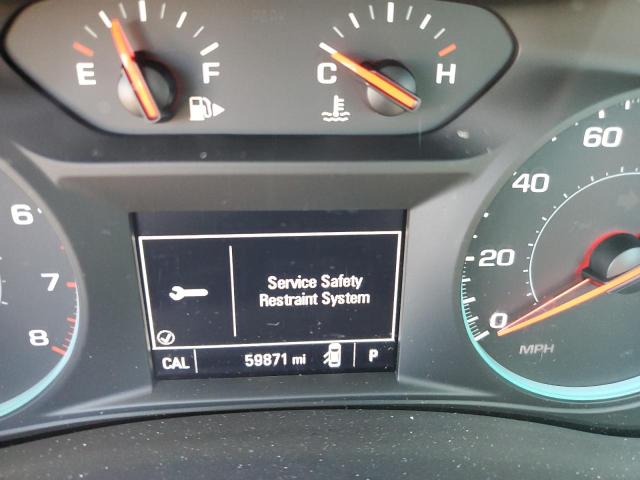 E F
C H
6
7
8
Service Safety
Restraint System
CAL 59871 mi P
60
40
20
0
MPH